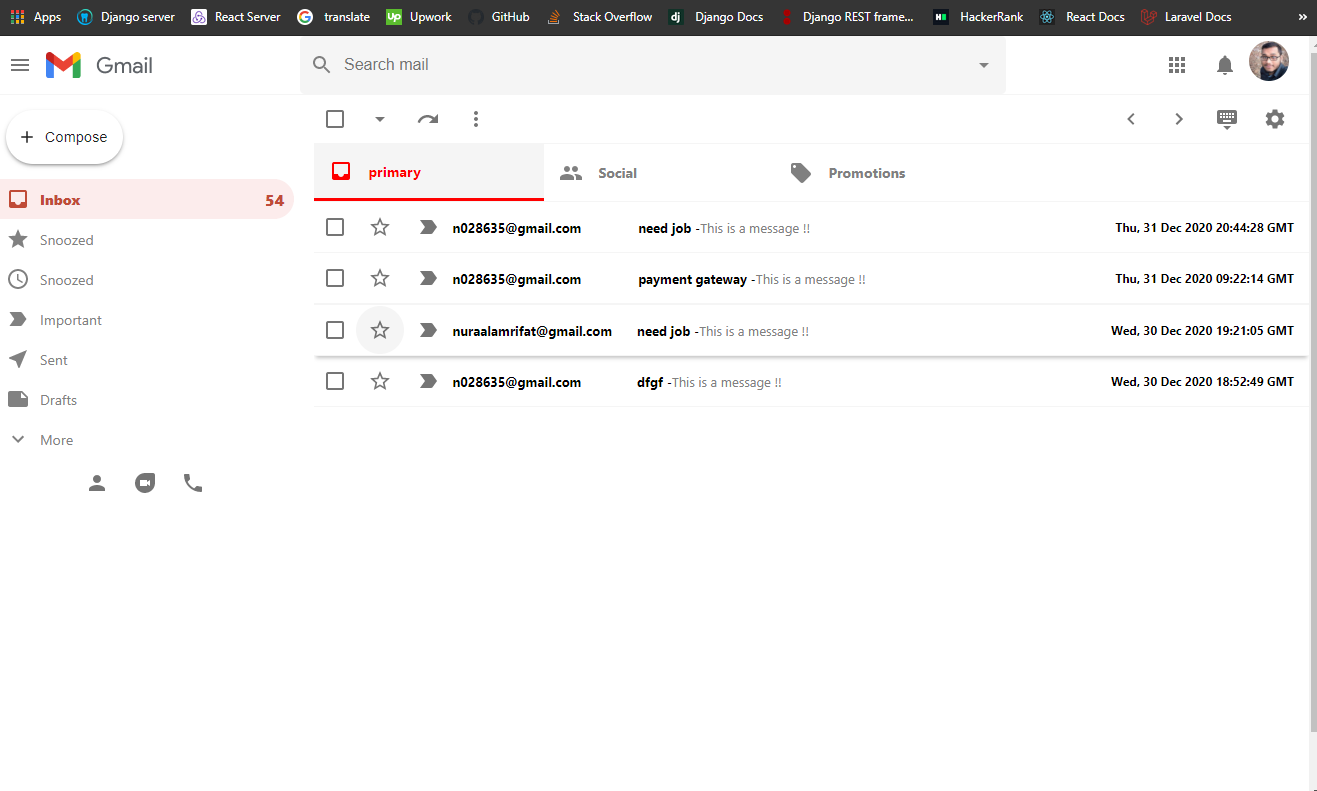 Apps Django server React Server translate Upwork GitHub Stack Overflow Django Docs Django REST frame... HackerRank React Docs Laravel Docs »
Gmail Search mail
Compose
primary Social Promotions
Inbox 54
Snoozed
Snoozed
Important
Sent
Drafts
More
n028635@gmail.com need job -This is a message !! Thu, 31 Dec 2020 20:44:28 GMT
n028635@gmail.com payment gateway -This is a message !! Thu, 31 Dec 2020 09:22:14 GMT
nuraalamrifat@gmail.com need job -This is a message !! Wed, 30 Dec 2020 19:21:05 GMT
n028635@gmail.com dfgf -This is a message !! Wed, 30 Dec 2020 18:52:49 GMT